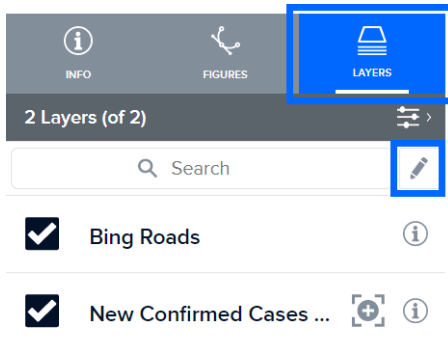 INFO FIGURES LAYERS
2 Layers (of 2)
Search
Bing Roads
New Confirmed Cases ...